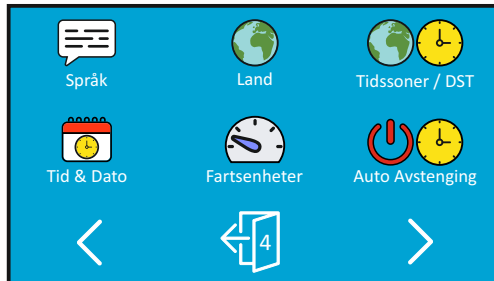 Språk
Land
Tidssoner / DST
Tid & Dato
Fartsenheter
Auto Avstenging
4